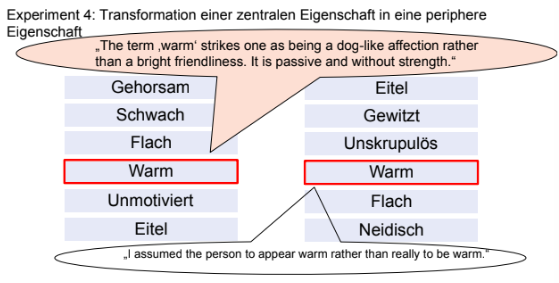 Experiment 4: Transformation einer zentralen Eigenschaft in eine periphere
Eigenschaft
„The term ‚warm‘ strikes one as being a dog-like affection rather
than a bright friendliness. It is passive and without strength.“
Gehorsam
Schwach
Flach
Warm
Unmotiviert
Eitel
Eitel
Gewitzt
Unskrupulös
Warm
Flach
Neidisch
„I assumed the person to appear warm rather than really to be warm.“